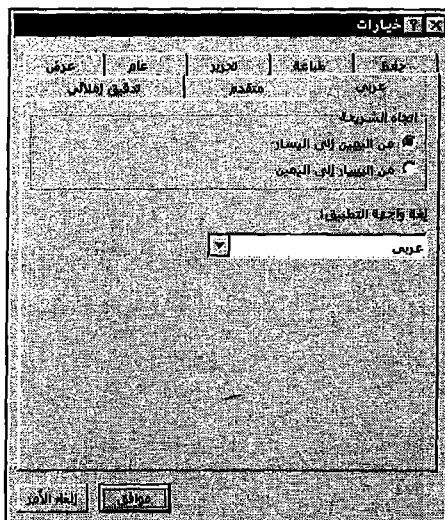 خيارات
حفظ طباعة تحرير عام عرض
عربي متقدم تدقيق إملائي
اتجاه الشريحة
من اليمين إلى اليسار
من اليسار إلى اليمين
لغة واجهة التطبيق:
عربي
موافق إلغاء الأمر